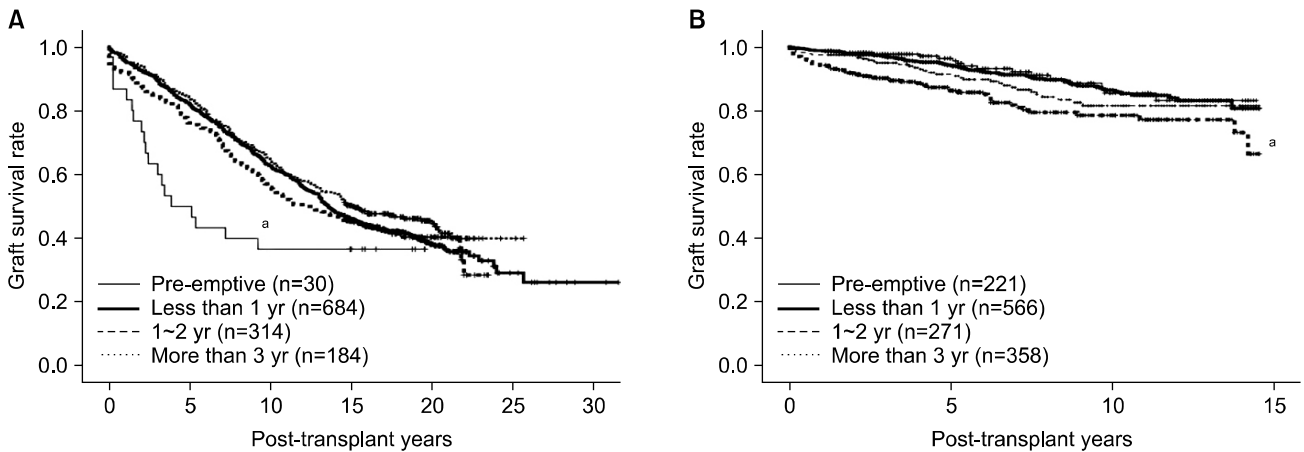 A
Graft survival rate
1.0
0.8
0.6
0.4
0.2
0.0
a
Pre-emptive (n=30)
Less than 1 yr (n=684)
1~2 yr (n=314)
More than 3 yr (n=184)
0 5 10 15 20 25 30
Post-transplant years
B
Graft survival rate
1.0
0.8
0.6
0.4
0.2
0.0
a
Pre-emptive (n=221)
Less than 1 yr (n=566)
1~2 yr (n=271)
More than 3 yr (n=358)
0 5 10 15
Post-transplant years